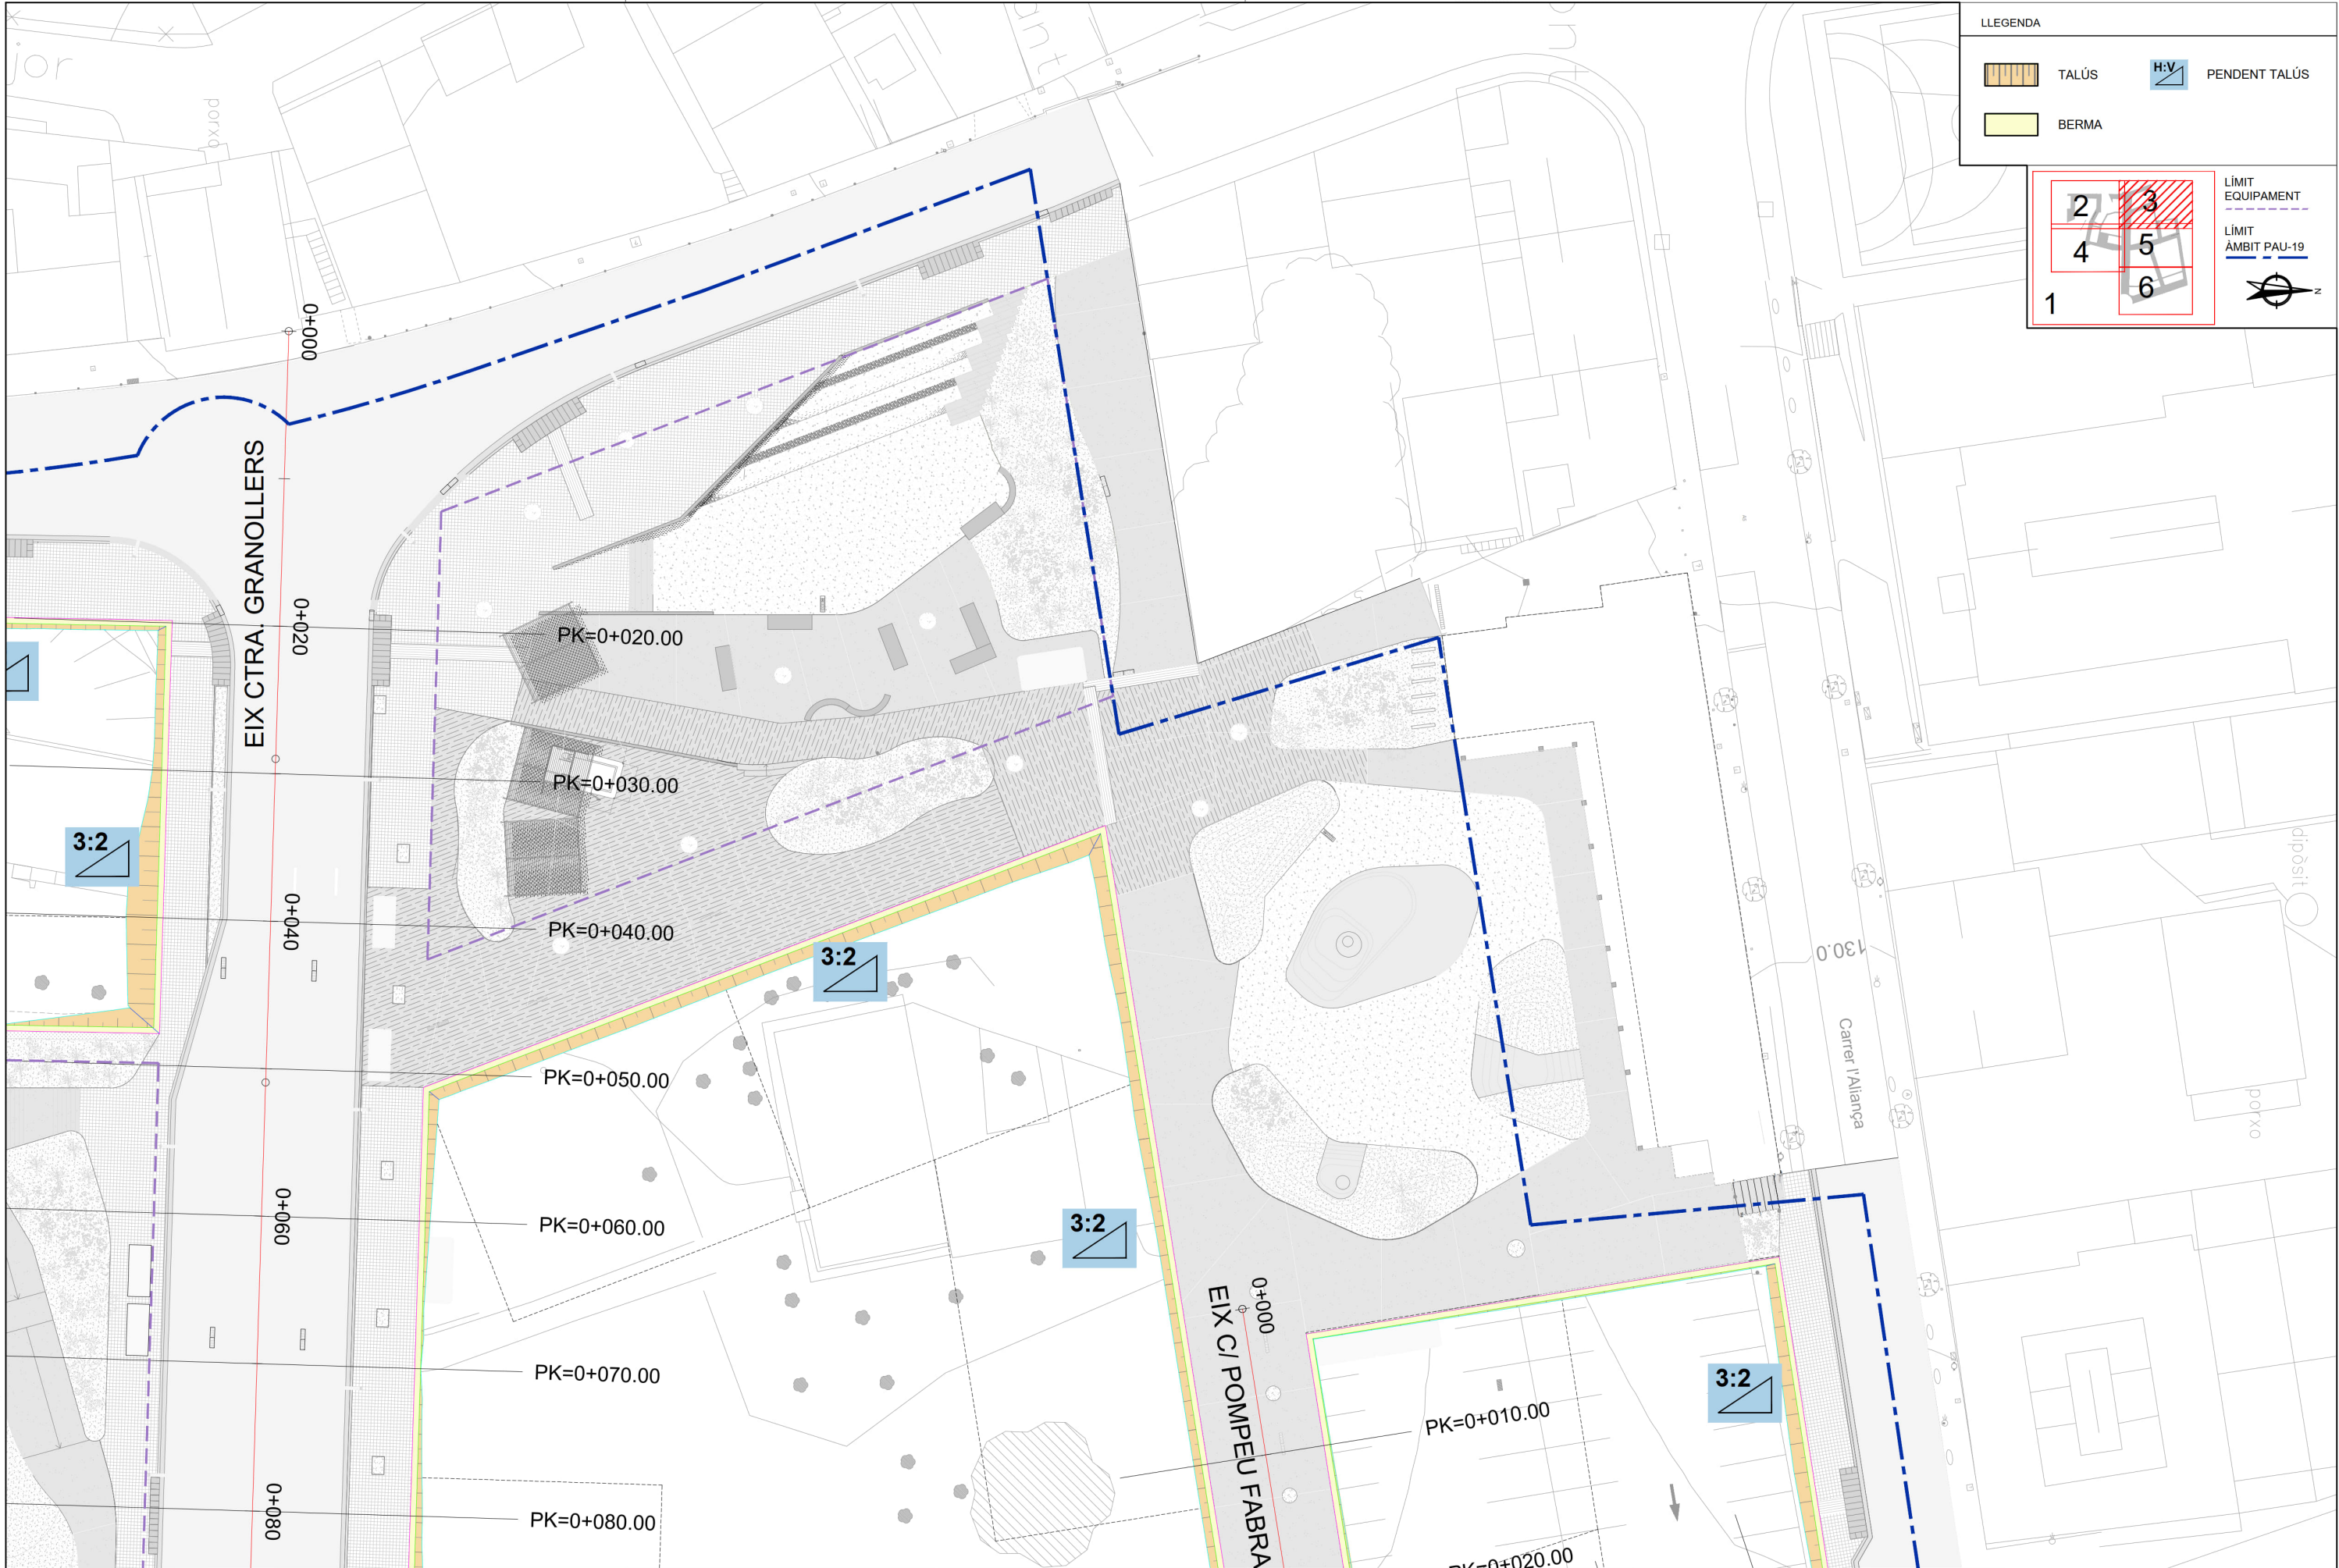 LLEGENDA
TALÚS
H:V
PENDENT TALÚS
BERMA
2
3
4
5
6
1
LÍMIT
EQUIPAMENT
LÍMIT
ÀMBIT PAU-19
N
porxo
0+000
EIX CTRA. GRANOLLERS
0+020
PK=0+020.00
PK=0+030.00
3:2
0+040
PK=0+040.00
3:2
130.0
dipòsit
Carrer l'Aliança
porxo
PK=0+050.00
0+060
PK=0+060.00
3:2
EIX C/ POMPEU FABRA
0+000
PK=0+070.00
3:2
PK=0+010.00
0+080
PK=0+080.00
PK=0+020.00